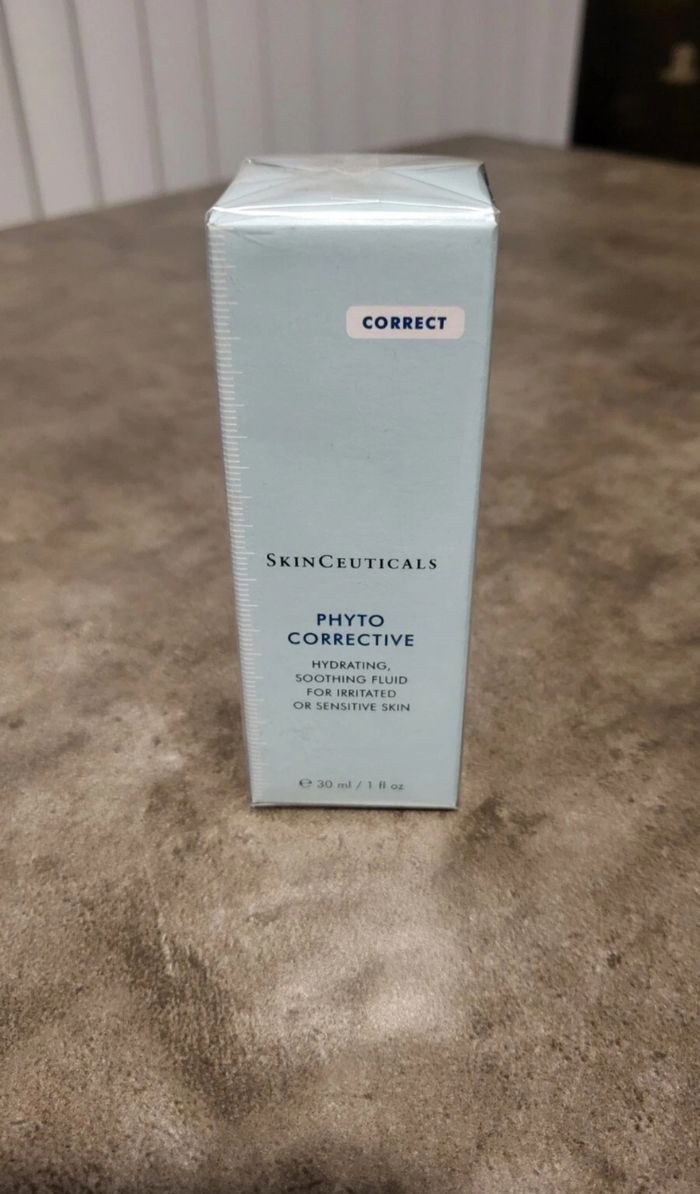 CORRECT
SKINCEUTICALS
PHYTO
CORRECTIVE
HYDRATING,
SOOTHING FLUID
FOR IRRITATED
OR SENSITIVE SKIN
℮ 30 ml / 1 fl oz